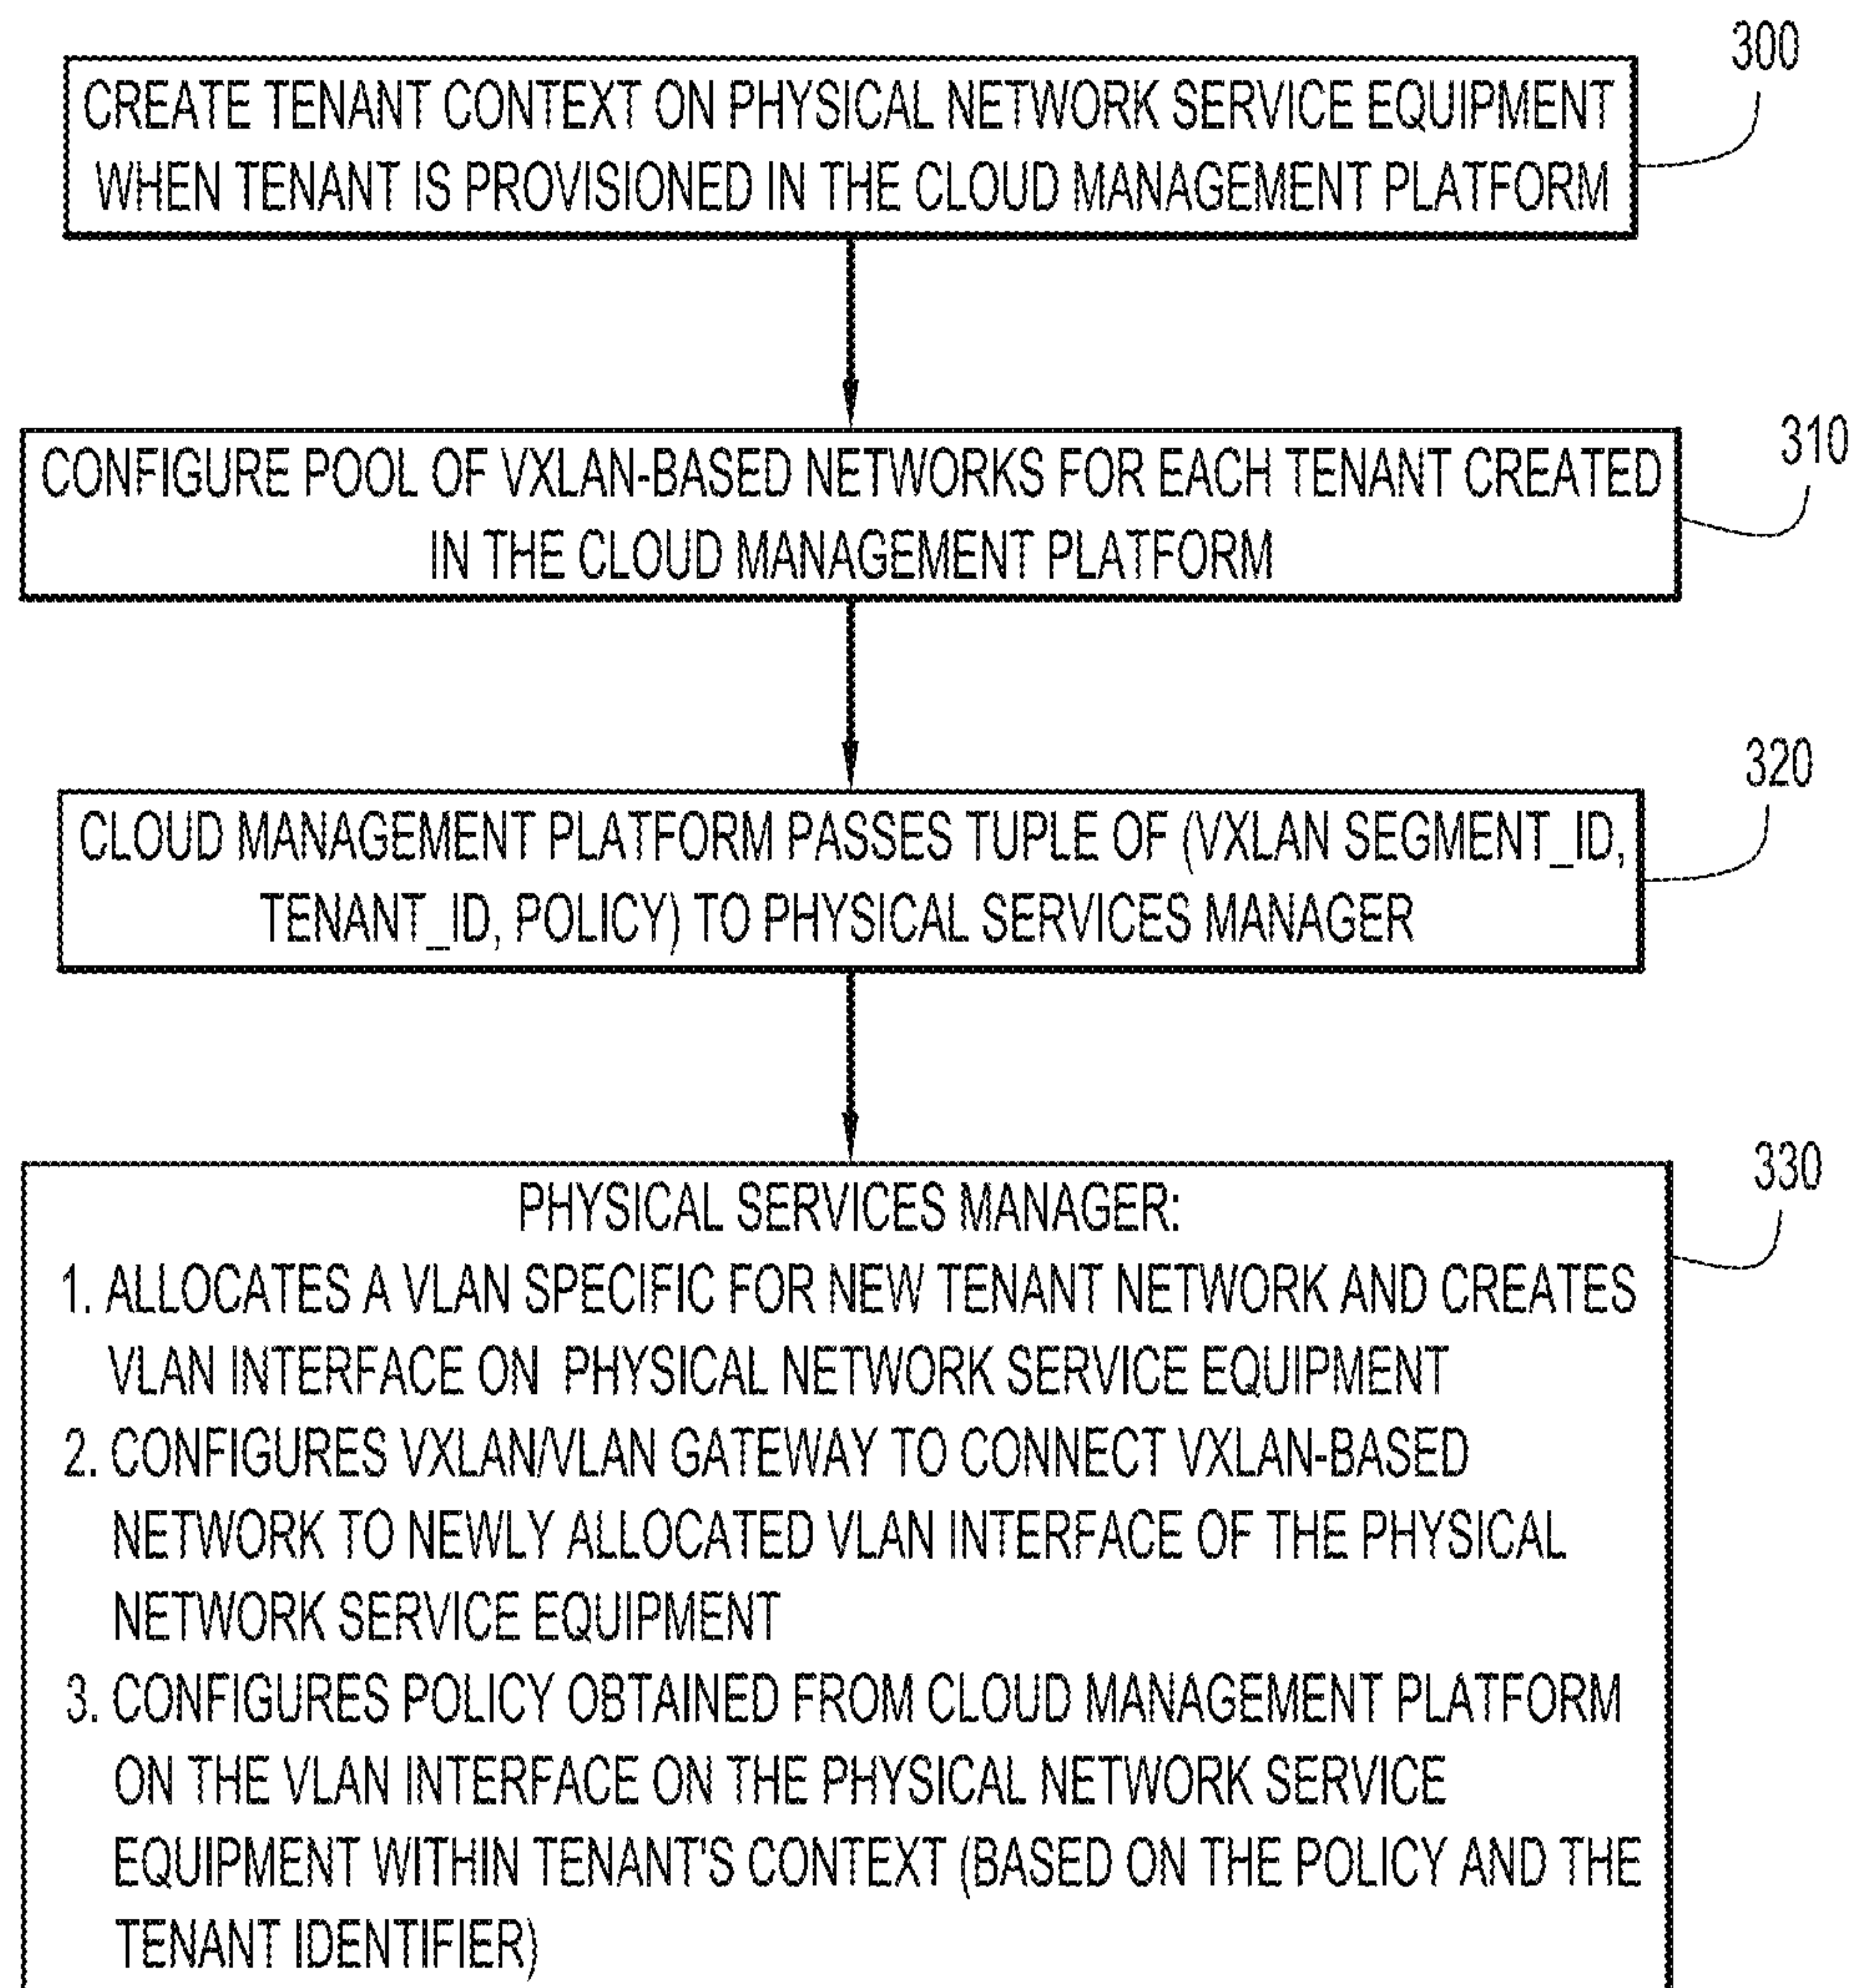 300
CREATE TENANT CONTEXT ON PHYSICAL NETWORK SERVICE EQUIPMENT
WHEN TENANT IS PROVISIONED IN THE CLOUD MANAGEMENT PLATFORM
310
CONFIGURE POOL OF VXLAN-BASED NETWORKS FOR EACH TENANT CREATED
IN THE CLOUD MANAGEMENT PLATFORM
320
CLOUD MANAGEMENT PLATFORM PASSES TUPLE OF (VXLAN SEGMENT_ID,
TENANT_ID, POLICY) TO PHYSICAL SERVICES MANAGER
330
PHYSICAL SERVICES MANAGER:
1. ALLOCATES A VLAN SPECIFIC FOR NEW TENANT NETWORK AND CREATES
VLAN INTERFACE ON PHYSICAL NETWORK SERVICE EQUIPMENT
2. CONFIGURES VXLAN/VLAN GATEWAY TO CONNECT VXLAN-BASED
NETWORK TO NEWLY ALLOCATED VLAN INTERFACE OF THE PHYSICAL
NETWORK SERVICE EQUIPMENT
3. CONFIGURES POLICY OBTAINED FROM CLOUD MANAGEMENT PLATFORM
ON THE VLAN INTERFACE ON THE PHYSICAL NETWORK SERVICE
EQUIPMENT WITHIN TENANT'S CONTEXT (BASED ON THE POLICY AND THE
TENANT IDENTIFIER)